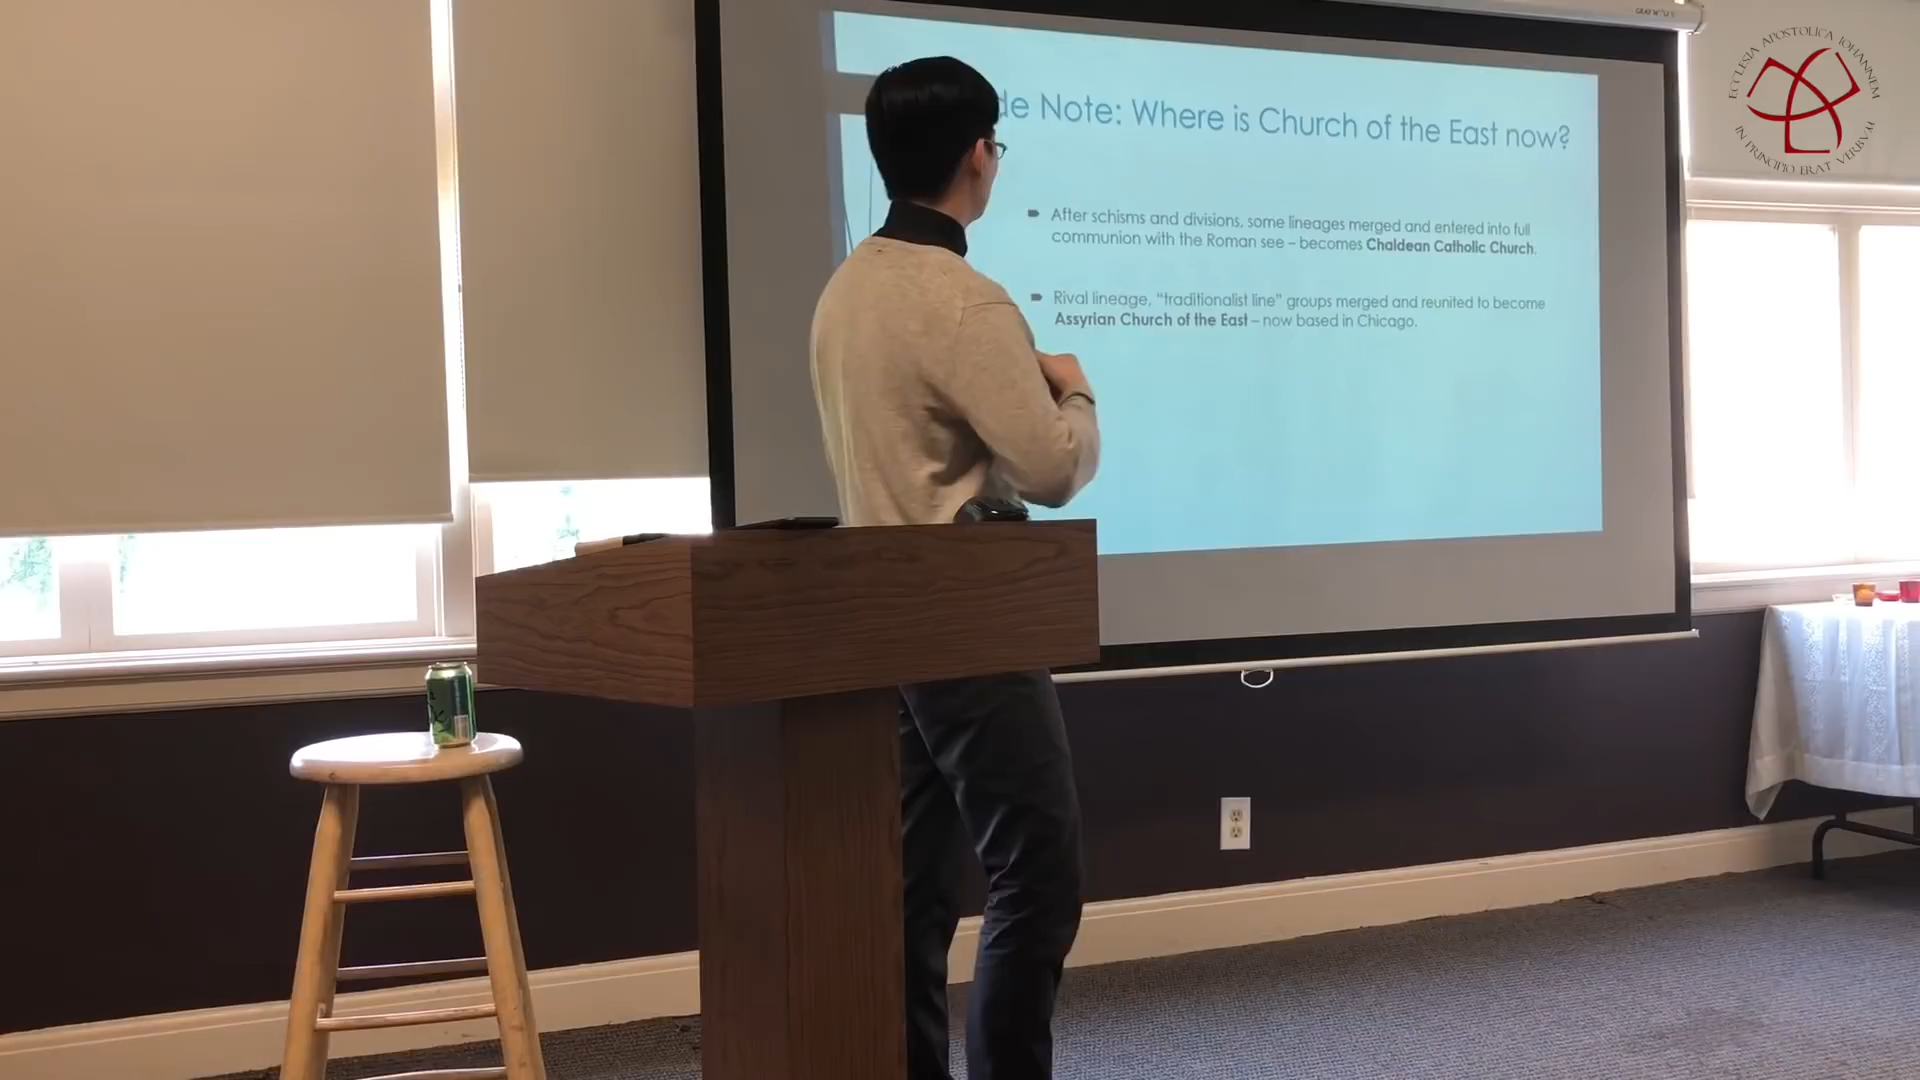 de Note: Where is Church of the East now?
After schisms and divisions, some lineages merged and entered into full
communion with the Roman see – becomes Chaldean Catholic Church.
Rival lineage, “traditionalist line” groups merged and reunited to become
Assyrian Church of the East – now based in Chicago.
ECCLESIA APOSTOLICA IOHANNEM
IN PRINCIPIO ERAT VERBVM